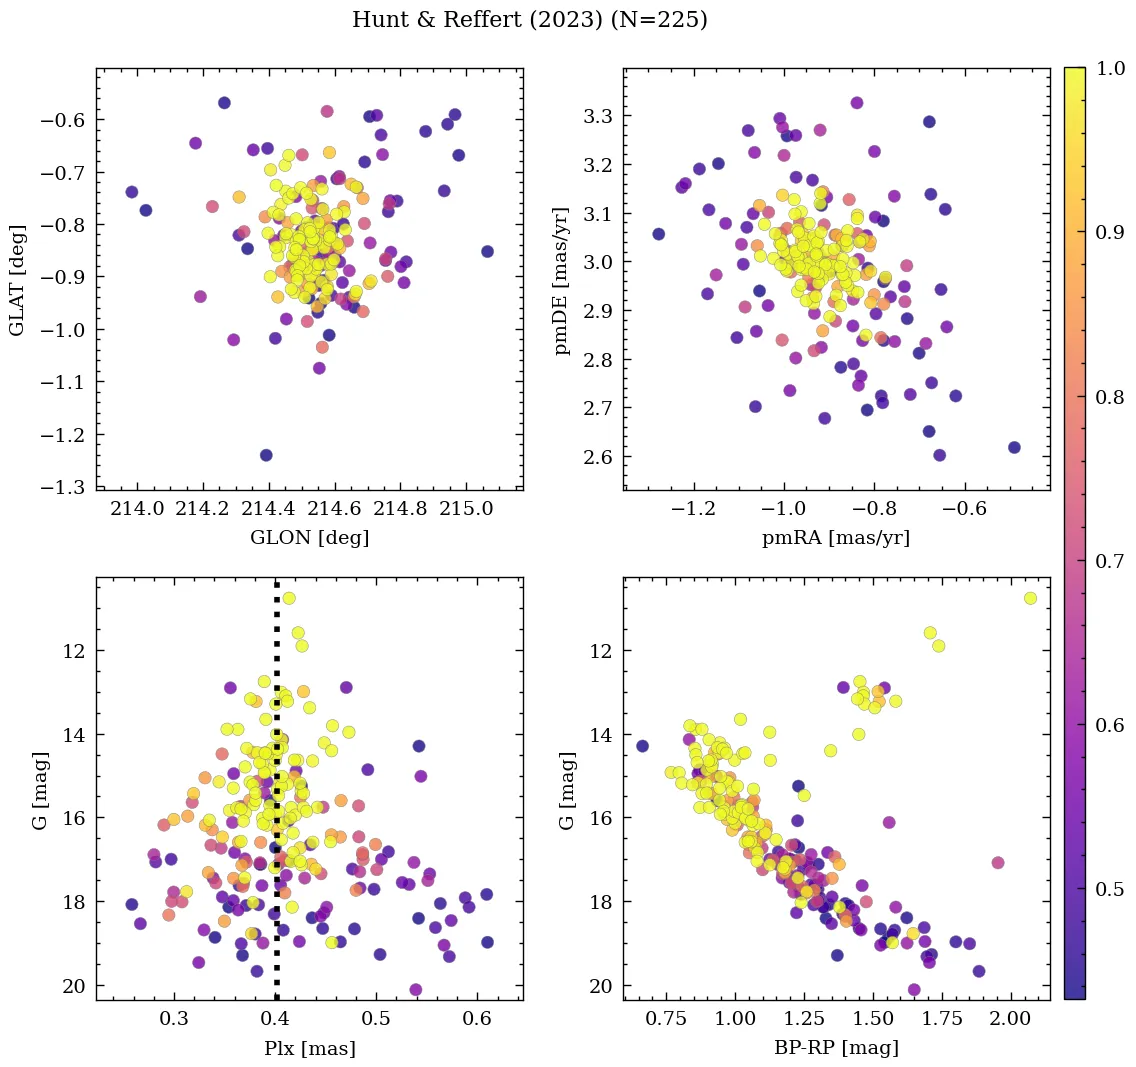 Hunt & Reffert (2023) (N=225)
−0.6
−0.7
−0.8
−0.9
−1.0
−1.1
−1.2
−1.3
GLAT [deg]
214.0 214.2 214.4 214.6 214.8 215.0
GLON [deg]
3.3
3.2
3.1
3.0
2.9
2.8
2.7
2.6
pmDE [mas/yr]
−1.2 −1.0 −0.8 −0.6
pmRA [mas/yr]
1.0
0.9
0.8
0.7
0.6
0.5
12
14
16
18
20
G [mag]
0.3 0.4 0.5 0.6
Plx [mas]
12
14
16
18
20
G [mag]
0.75 1.00 1.25 1.50 1.75 2.00
BP-RP [mag]